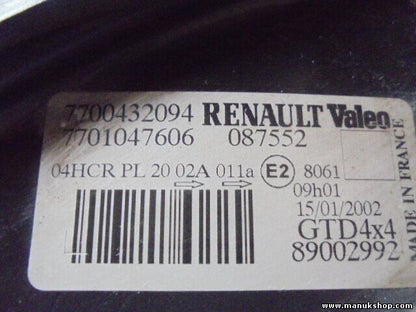 7700432094 RENAULT Valeo
7701047606 087552
04HCR PL 20 02A 011a E2 8061
09h01
15/01/2002
GTD4x4
89002992
MADE IN FRANCE
www.manukshop.com